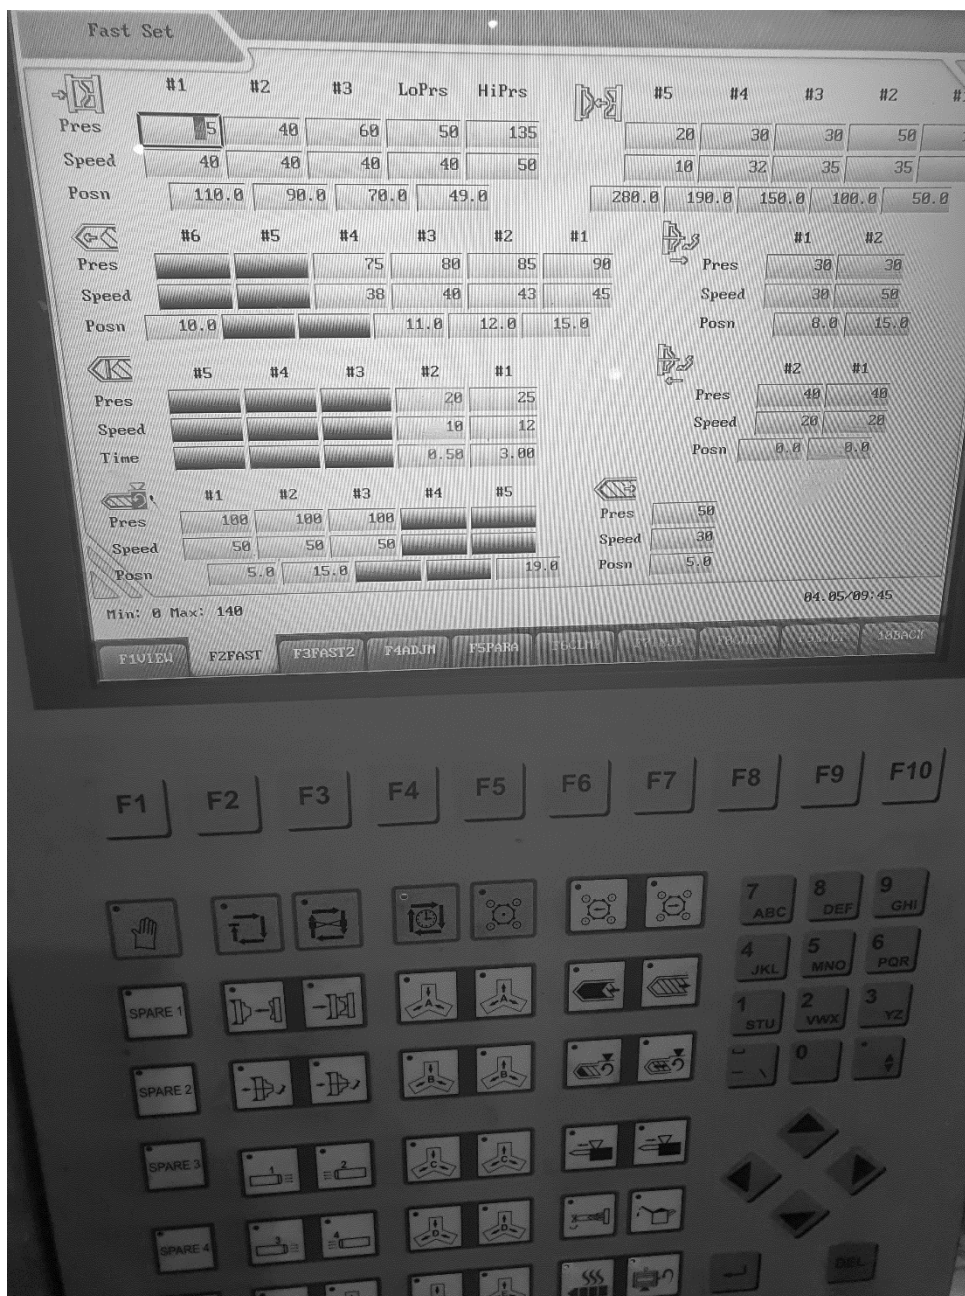 Fast Set
#1 #2 #3 LoPrs HiPrs #5 #4 #3 #2
Pres 5 40 60 50 135 20 30 30 50
Speed 40 40 40 40 50 10 32 35 35
Posn 110.0 90.0 70.0 49.0 280.0 190.0 150.0 100.0 50.0
#6 #5 #4 #3 #2 #1 #1 #2
Pres 75 80 85 90 Pres 30 30
Speed 38 40 43 45 Speed 30 50
Posn 10.0 11.0 12.0 15.0 Posn 8.0 15.0
#5 #4 #3 #2 #1 #2 #1
Pres 20 25 Pres 40 40
Speed 10 12 Speed 20 20
Time 0.50 3.00 Posn 0.0 0.0
#1 #2 #3 #4 #5
Pres 100 100 100 Pres 50
Speed 50 50 50 Speed 30
Posn 5.0 15.0 19.0 Posn 5.0
Min: 0 Max: 140 04.05/09:45
F1VIEW F2FAST F3FAST2 F4ADJN F5PARA
F1 F2 F3 F4 F5 F6 F7 F8 F9 F10
7 ABC 8 DEF 9 GHI
4 JKL 5 MNO 6 PQR
SPARE 1 A A 1 STU 2 VWX 3 YZ
SPARE 2 B B 0
SPARE 3 1 2 C C
SPARE 4 3 4 D D
DEL